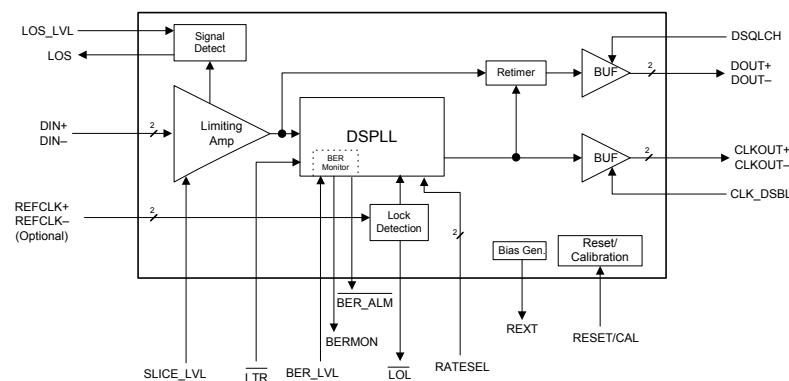 LOS_LVL
LOS
Signal
Detect
DSQLCH
BUF
2
DOUT+
DOUT–
Retimer
DIN+
DIN–
2
Limiting
Amp
DSPLL
BER
Monitor
BUF
2
CLKOUT+
CLKOUT–
CLK_DSBL
REFCLK+
REFCLK–
(Optional)
2
Lock
Detection
2
Bias Gen.
Reset/
Calibration
BER_ALM
REXT
RESET/CAL
BERMON
SLICE_LVL
LTR
BER_LVL
LOL
RATESEL